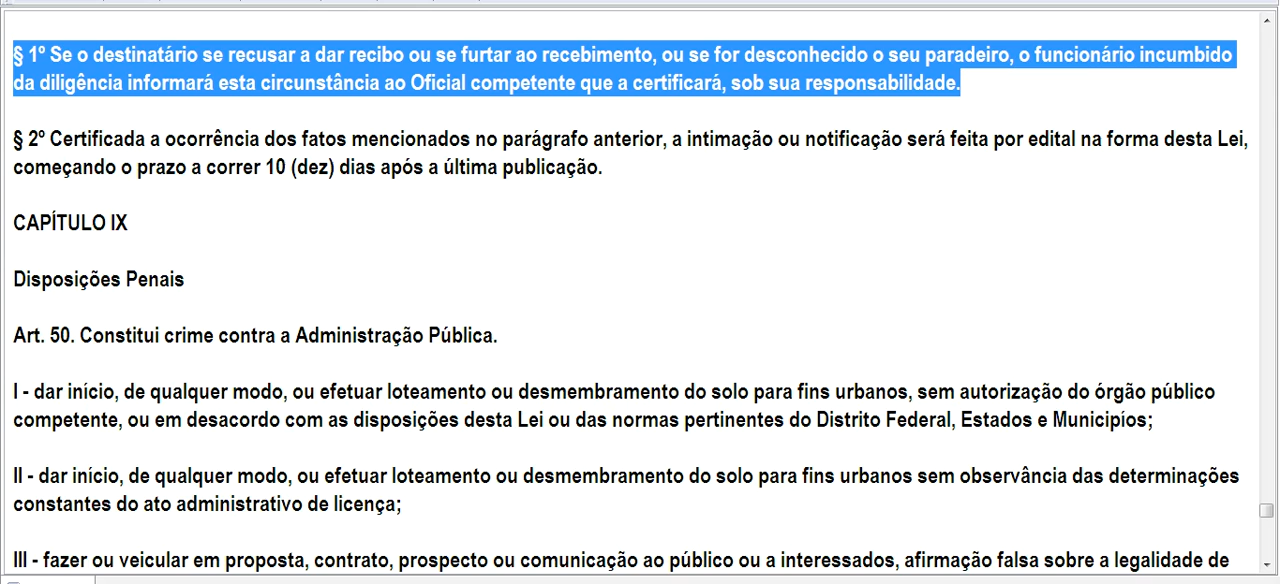 § 1º Se o destinatário se recusar a dar recibo ou se furtar ao recebimento, ou se for desconhecido o seu paradeiro, o funcionário incumbido
da diligência informará esta circunstância ao Oficial competente que a certificará, sob sua responsabilidade.
§ 2º Certificada a ocorrência dos fatos mencionados no parágrafo anterior, a intimação ou notificação será feita por edital na forma desta Lei,
começando o prazo a correr 10 (dez) dias após a última publicação.
CAPÍTULO IX
Disposições Penais
Art. 50. Constitui crime contra a Administração Pública.
I - dar início, de qualquer modo, ou efetuar loteamento ou desmembramento do solo para fins urbanos, sem autorização do órgão público
competente, ou em desacordo com as disposições desta Lei ou das normas pertinentes do Distrito Federal, Estados e Municipíos;
II - dar início, de qualquer modo, ou efetuar loteamento ou desmembramento do solo para fins urbanos sem observância das determinações
constantes do ato administrativo de licença;
III - fazer ou veicular em proposta, contrato, prospecto ou comunicação ao público ou a interessados, afirmação falsa sobre a legalidade de